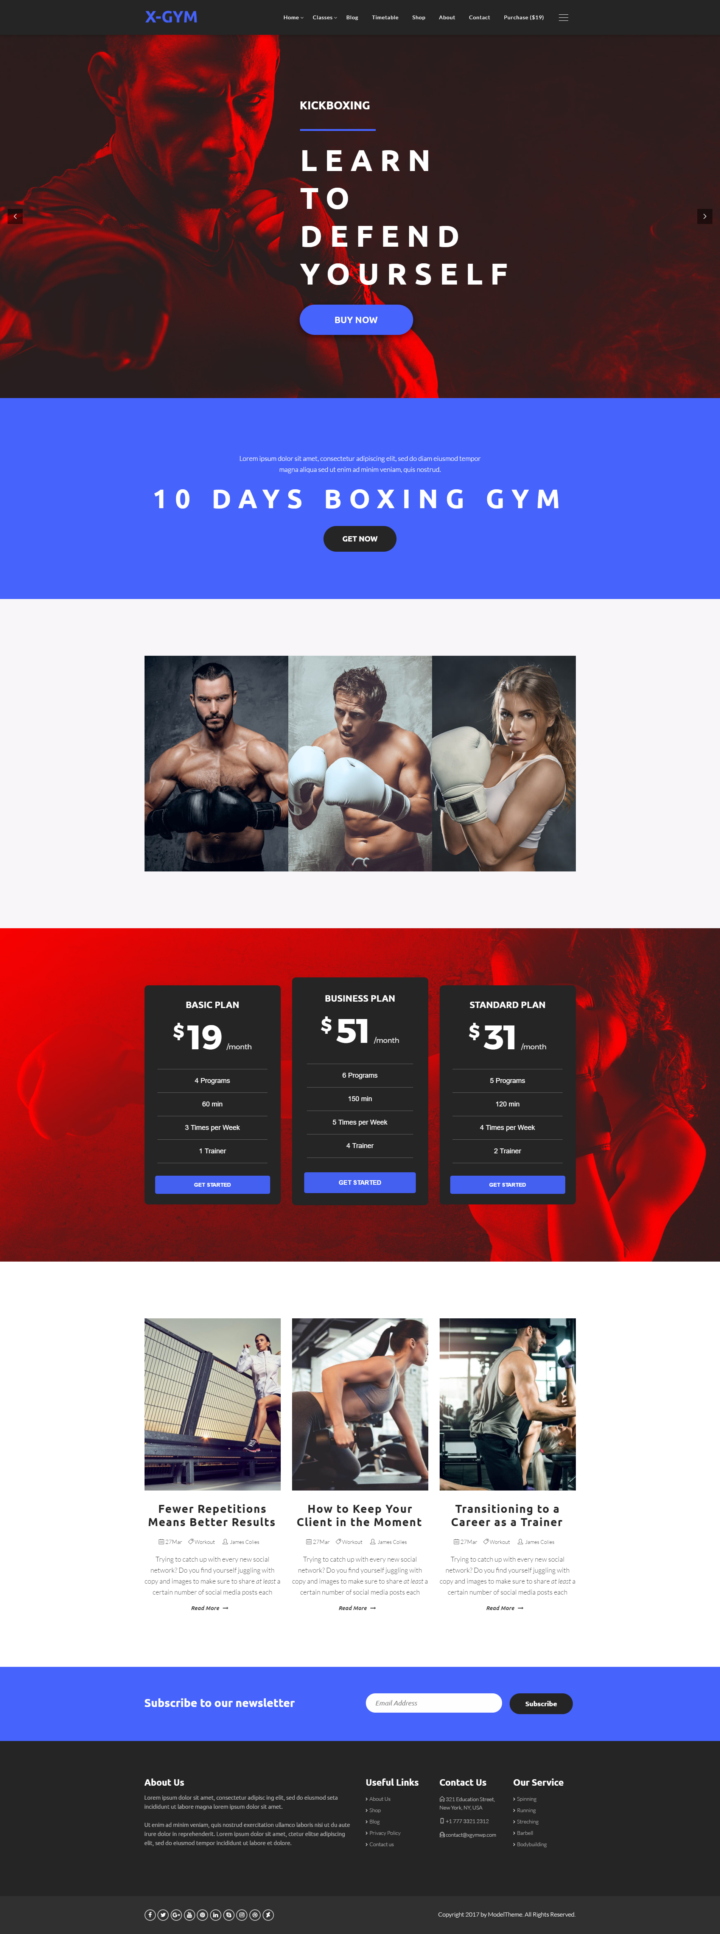 X-GYM
Home Classes Blog Timetable Shop About Contact Purchase ($19)
KICKBOXING
LEARN
TO
DEFEND
YOURSELF
BUY NOW
Lorem ipsum dolor sit amet, consectetur adipiscing elit, sed do diam eiusmod tempor
magna aliqua sed ut enim ad minim veniam, quis nostrud.
10 DAYS BOXING GYM
GET NOW
BASIC PLAN
$19 /month
4 Programs
60 min
3 Times per Week
1 Trainer
GET STARTED
BUSINESS PLAN
$51 /month
6 Programs
150 min
5 Times per Week
4 Trainer
GET STARTED
STANDARD PLAN
$31 /month
5 Programs
120 min
4 Times per Week
2 Trainer
GET STARTED
Fewer Repetitions
Means Better Results
27Mar Workout James Colies
Trying to catch up with every new social
network? Do you find yourself juggling with
copy and images to make sure to share at least a
certain number of social media posts each
Read More
How to Keep Your
Client in the Moment
27Mar Workout James Colies
Trying to catch up with every new social
network? Do you find yourself juggling with
copy and images to make sure to share at least a
certain number of social media posts each
Read More
Transitioning to a
Career as a Trainer
27Mar Workout James Colies
Trying to catch up with every new social
network? Do you find yourself juggling with
copy and images to make sure to share at least a
certain number of social media posts each
Read More
Subscribe to our newsletter
Email Address
Subscribe
About Us
Lorem ipsum dolor sit amet, consectetur adipisc ing elit, sed do eiusmod seta
incididunt ut labore magna lorem ipsum dolor sit amet.
Ut enim ad minim veniam, quis nostrud exercitation ullamco laboris nisi ut du aute
irure dolor in reprehenderit. Lorem ipsum dolor sit amet, ctetur elitse adipiscing
elit, sed do eiusmod tempor incididunt ut labore et dolore.
Useful Links
About Us
Shop
Blog
Privacy Policy
Contact us
Contact Us
321 Education Street,
New York, NY, USA
+1 777 3321 2312
contact@xgymwp.com
Our Service
Spinning
Running
Streching
Barbell
Bodybuilding
Copyright 2017 by ModelTheme. All Rights Reserved.